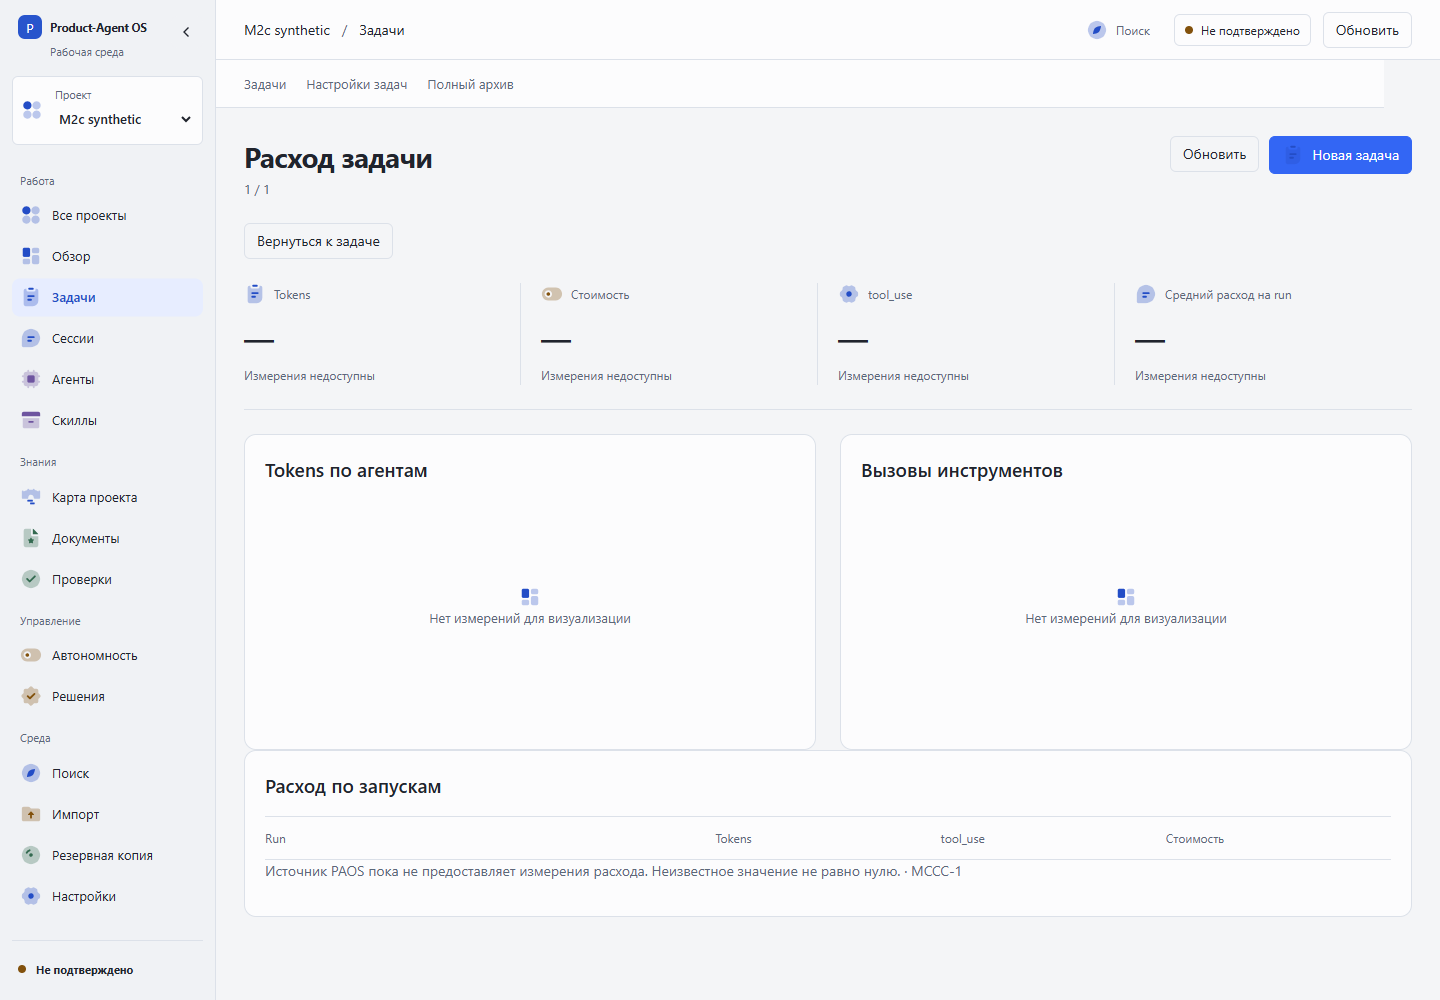 P
Product-Agent OS
Рабочая среда
Проект
M2c synthetic
Работа
Все проекты
Обзор
Задачи
Сессии
Агенты
Скиллы
Знания
Карта проекта
Документы
Проверки
Управление
Автономность
Решения
Среда
Поиск
Импорт
Резервная копия
Настройки
Не подтверждено
M2c synthetic / Задачи
Поиск
Не подтверждено
Обновить
Задачи Настройки задач Полный архив
Расход задачи
1 / 1
Обновить
Новая задача
Вернуться к задаче
Tokens
—
Измерения недоступны
Стоимость
—
Измерения недоступны
tool_use
—
Измерения недоступны
Средний расход на run
—
Измерения недоступны
Tokens по агентам
Нет измерений для визуализации
Вызовы инструментов
Нет измерений для визуализации
Расход по запускам
Run Tokens tool_use Стоимость
Источник PAOS пока не предоставляет измерения расхода. Неизвестное значение не равно нулю. · MCCC-1